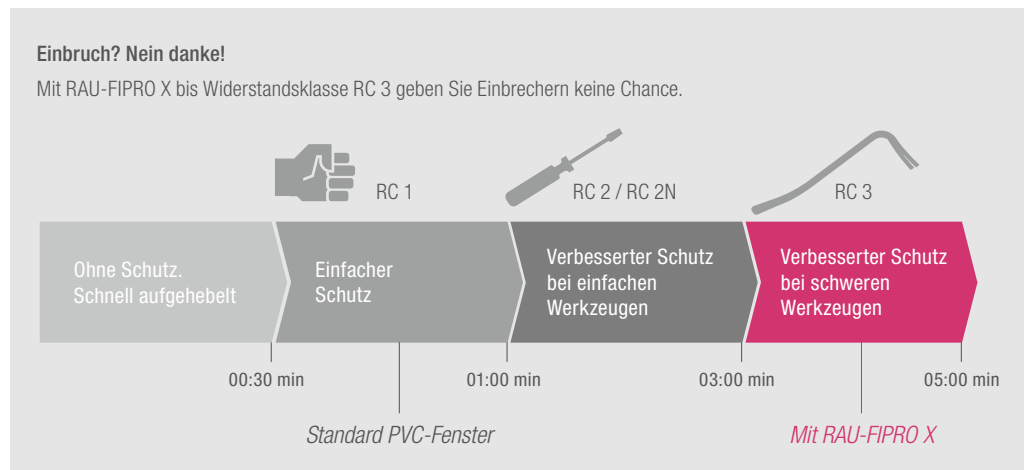 Einbruch? Nein danke!
Mit RAU-FIPRO X bis Widerstandsklasse RC 3 geben Sie Einbrechern keine Chance.
RC 1
RC 2 / RC 2N
RC 3
Ohne Schutz.
Schnell aufgehebelt
Einfacher
Schutz
Verbesserter Schutz
bei einfachen
Werkzeugen
Verbesserter Schutz
bei schweren
Werkzeugen
00:30 min
01:00 min
03:00 min
05:00 min
Standard PVC-Fenster
Mit RAU-FIPRO X